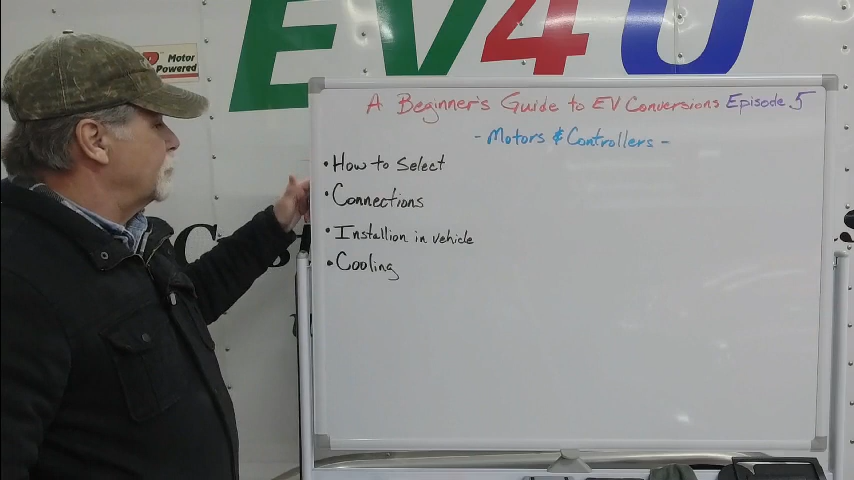 Motor
Powered
EV4U
A Beginner's Guide to EV Conversions Episode 5
- Motors & Controllers -
• How to Select
• Connections
• Installion in vehicle
• Cooling